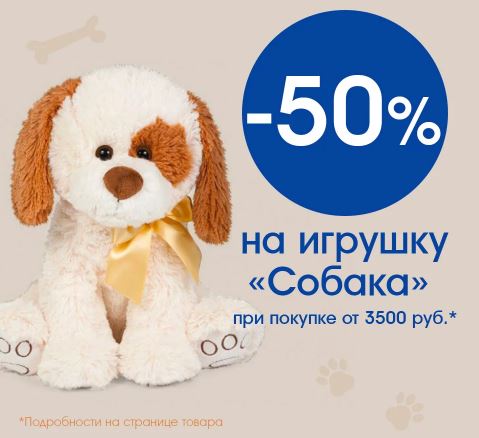 -50%
на игрушку
«Собака»
при покупке от 3500 руб.*
*Подробности на странице товара